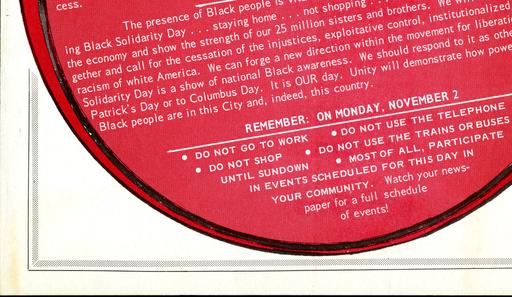 cess.
The presence of Black people is
ing Black Solidarity Day . . . staying home . . . not shopping . . .
the economy and show the strength of our 25 million sisters and brothers. We
gether and call for the cessation of the injustices, exploitative control, institutionalized
racism of white America. We can forge a new direction within the movement for liberati
Solidarity Day is a show of national Black awareness. We should respond to it as othe
Patrick's Day or to Columbus Day. It is OUR day. Unity will demonstrate how powe
Black people are in this City and, indeed, this country.
REMEMBER: ON MONDAY, NOVEMBER 2
• DO NOT GO TO WORK • DO NOT USE THE TELEPHONE
• DO NOT SHOP • DO NOT USE THE TRAINS OR BUSES
UNTIL SUNDOWN • MOST OF ALL, PARTICIPATE
IN EVENTS SCHEDULED FOR THIS DAY IN
YOUR COMMUNITY. Watch your news-
paper for a full schedule
of events!